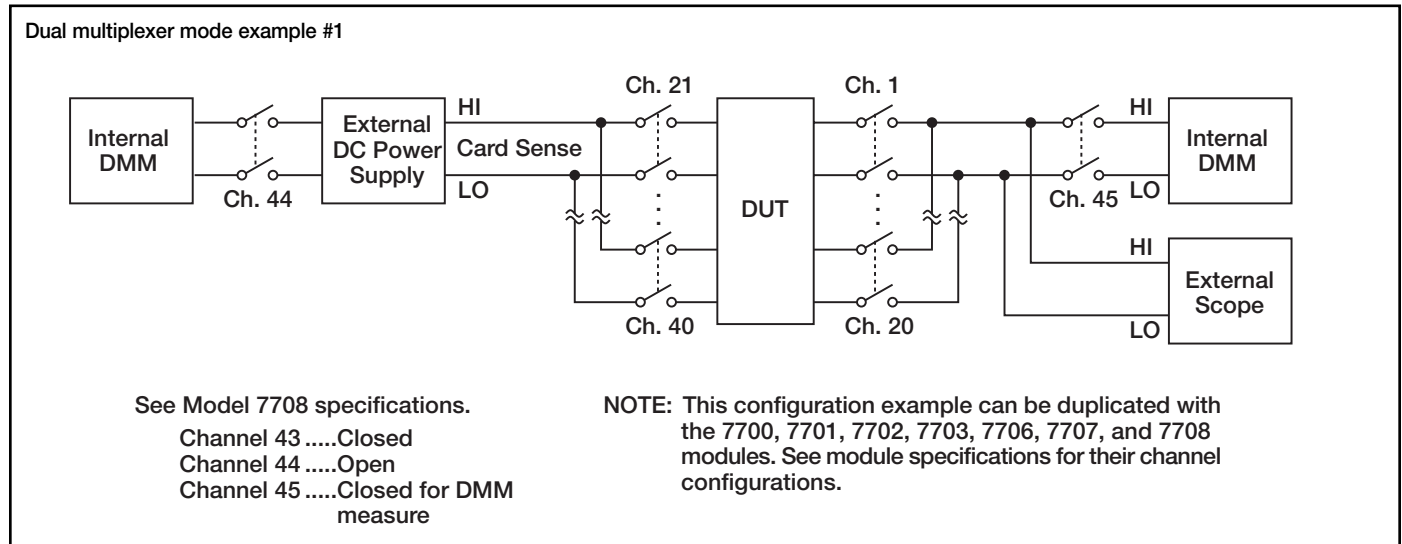 Dual multiplexer mode example #1
Internal
DMM
Ch. 44
External
DC Power
Supply
HI
Card Sense
LO
Ch. 21
Ch. 40
DUT
Ch. 1
Ch. 20
Ch. 45
HI
LO
Internal
DMM
HI
LO
External
Scope
See Model 7708 specifications.
Channel 43 .....Closed
Channel 44 .....Open
Channel 45 .....Closed for DMM
measure
NOTE: This configuration example can be duplicated with
the 7700, 7701, 7702, 7703, 7706, 7707, and 7708
modules. See module specifications for their channel
configurations.